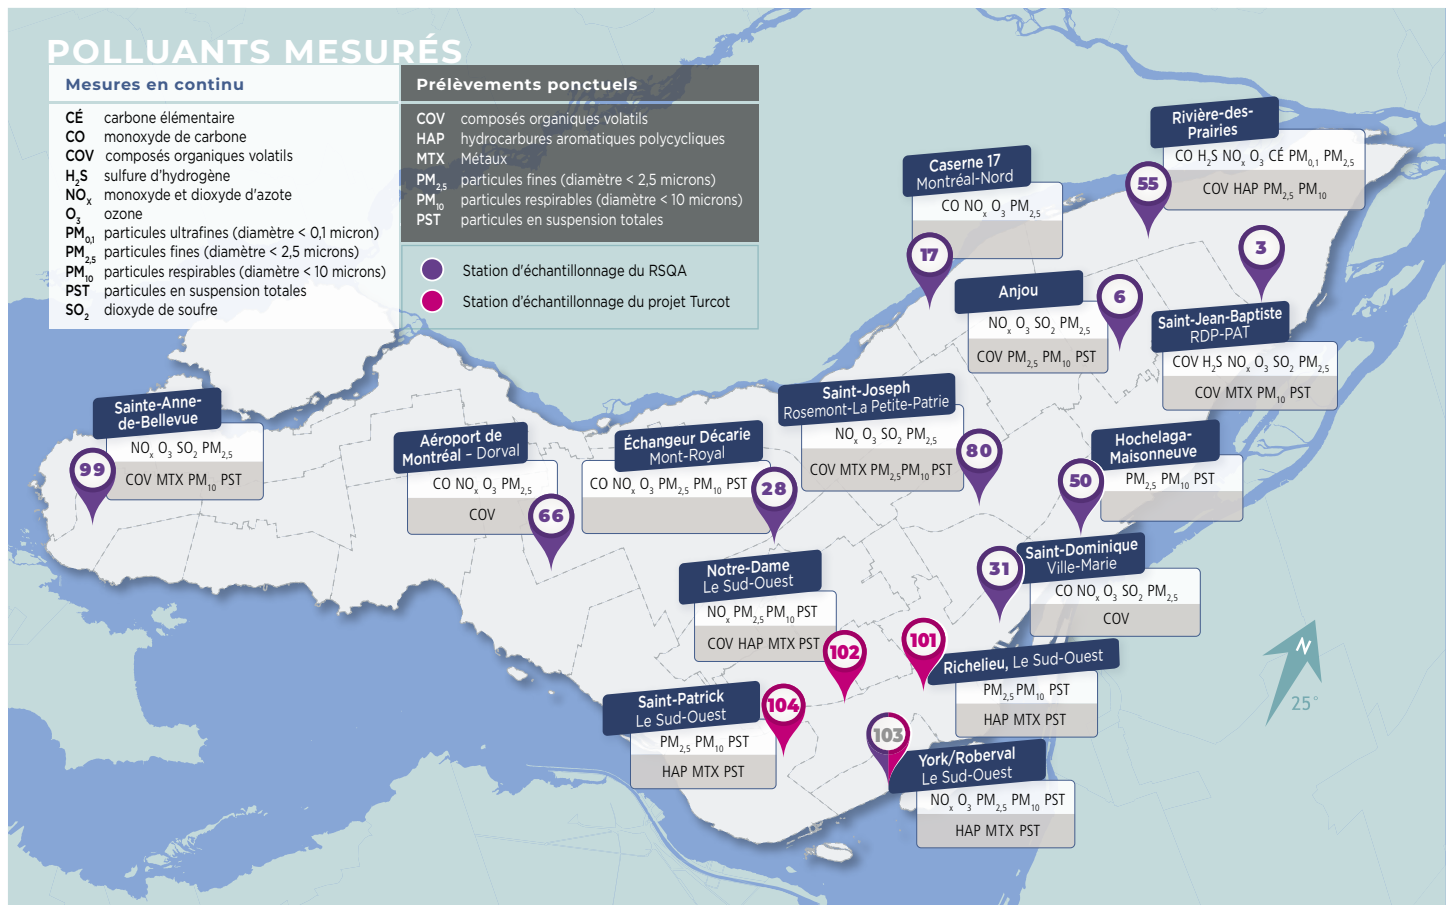 POLLUANTS MESURÉS
Mesures en continu
CÉ carbone élémentaire
CO monoxyde de carbone
COV composés organiques volatils
H2S sulfure d'hydrogène
NOx monoxyde et dioxyde d'azote
O3 ozone
PM0,1 particules ultrafines (diamètre < 0,1 micron)
PM2,5 particules fines (diamètre < 2,5 microns)
PM10 particules respirables (diamètre < 10 microns)
PST particules en suspension totales
SO2 dioxyde de soufre
Prélèvements ponctuels
COV composés organiques volatils
HAP hydrocarbures aromatiques polycycliques
MTX Métaux
PM2,5 particules fines (diamètre < 2,5 microns)
PM10 particules respirables (diamètre < 10 microns)
PST particules en suspension totales
Station d'échantillonnage du RSQA
Station d'échantillonnage du projet Turcot
Rivière-des-
Prairies
CO H2S NOx O3 CÉ PM0,1 PM2,5
COV HAP PM2,5 PM10
55
Caserne 17
Montréal-Nord
CO NOx O3 PM2,5
17
3
Saint-Jean-Baptiste
RDP-PAT
COV H2S NOx O3 SO2 PM2,5
COV MTX PM10 PST
Anjou
NOx O3 SO2 PM2,5
COV PM2,5 PM10 PST
6
Saint-Joseph
Rosemont-La Petite-Patrie
NOx O3 SO2 PM2,5
COV MTX PM2,5 PM10 PST
80
Sainte-Anne-
de-Bellevue
NOx O3 SO2 PM2,5
COV MTX PM10 PST
99
Aéroport de
Montréal – Dorval
CO NOx O3 PM2,5
COV
66
Échangeur Décarie
Mont-Royal
CO NOx O3 PM2,5 PM10 PST
28
Hochelaga-
Maisonneuve
PM2,5 PM10 PST
50
Saint-Dominique
Ville-Marie
CO NOx O3 SO2 PM2,5
COV
31
Notre-Dame
Le Sud-Ouest
NOx PM2,5 PM10 PST
COV HAP MTX PST
102
101
Richelieu, Le Sud-Ouest
PM2,5 PM10 PST
HAP MTX PST
Saint-Patrick
Le Sud-Ouest
PM2,5 PM10 PST
HAP MTX PST
104
103
York/Roberval
Le Sud-Ouest
NOx O3 PM2,5 PM10 PST
HAP MTX PST
N
25°